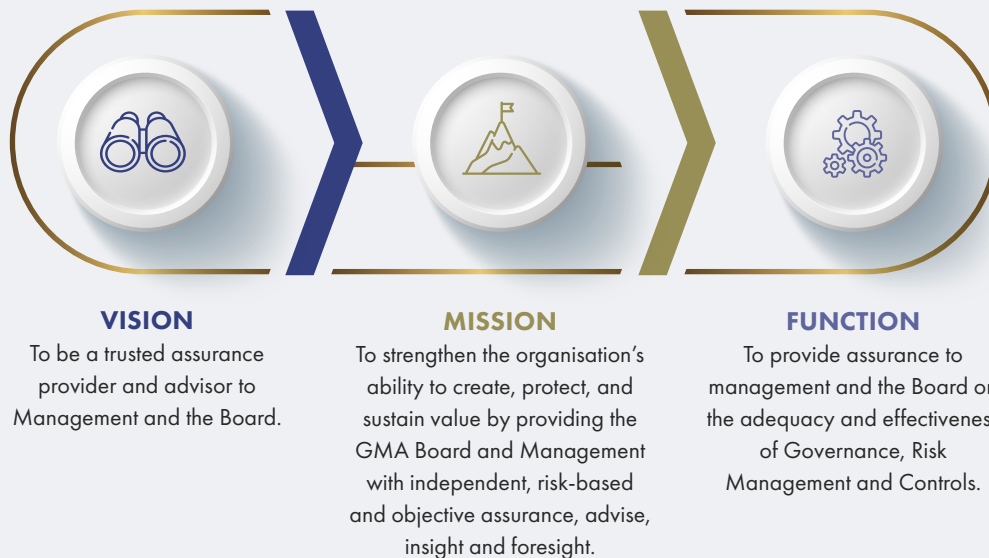 VISION
To be a trusted assurance
provider and advisor to
Management and the Board.
MISSION
To strengthen the organisation’s
ability to create, protect, and
sustain value by providing the
GMA Board and Management
with independent, risk-based
and objective assurance, advise,
insight and foresight.
FUNCTION
To provide assurance to
management and the Board
the adequacy and
of Governance, Risk
Management and Controls.